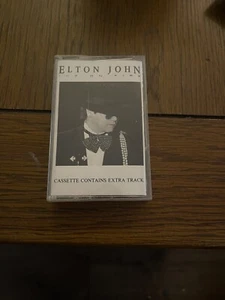 ELTON JOHN
CASSETTE CONTAINS EXTRA TRACK